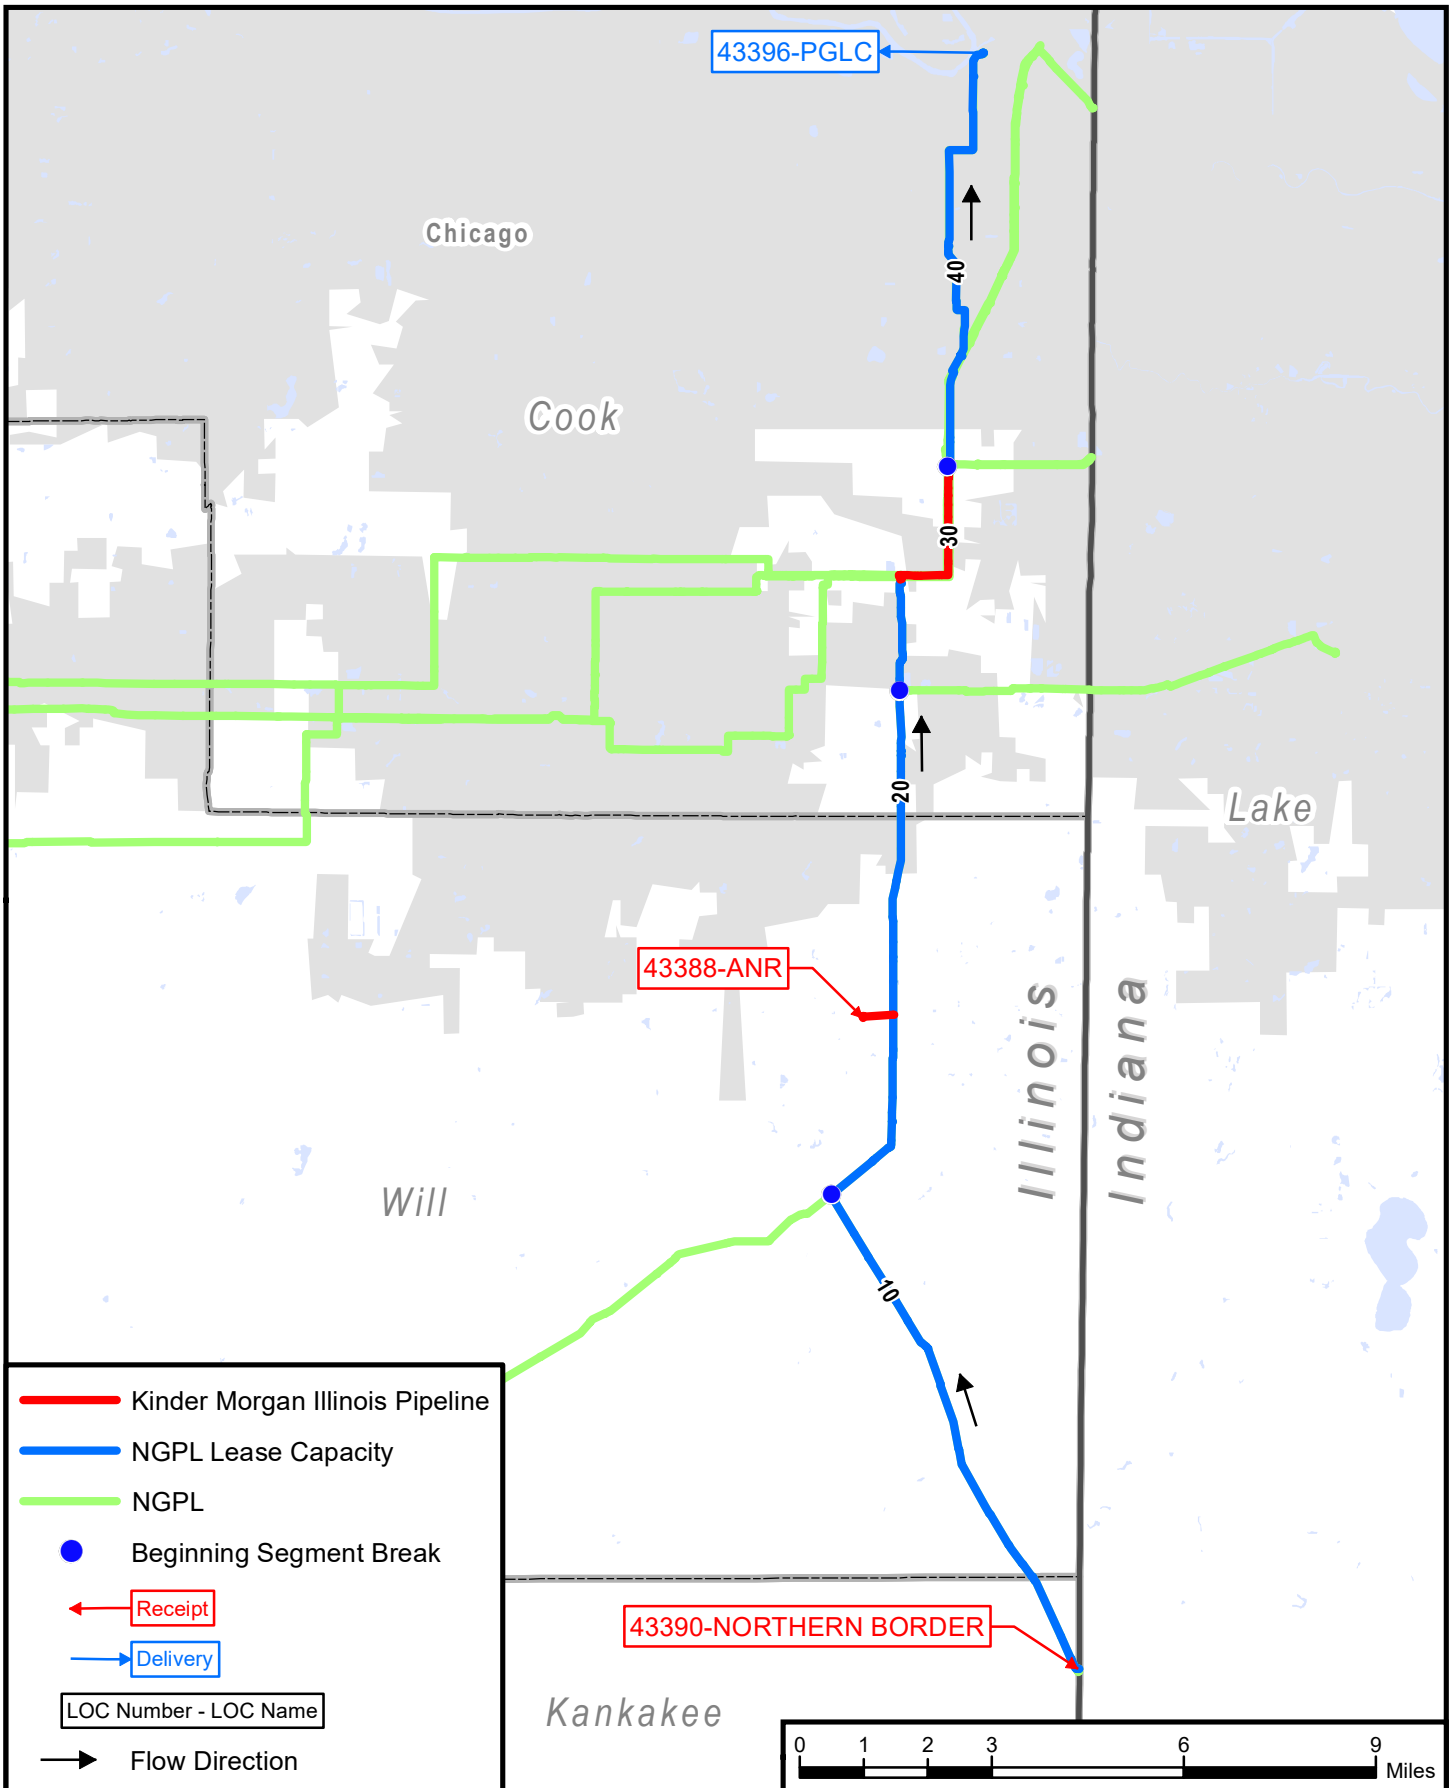 43396-PGLC
Chicago
40
Cook
30
20
Lake
43388-ANR
Illinois
Indiana
Will
10
Kinder Morgan Illinois Pipeline
NGPL Lease Capacity
NGPL
Beginning Segment Break
Receipt
Delivery
LOC Number - LOC Name
Flow Direction
43390-NORTHERN BORDER
Kankakee
0 1 2 3 6 9
Miles